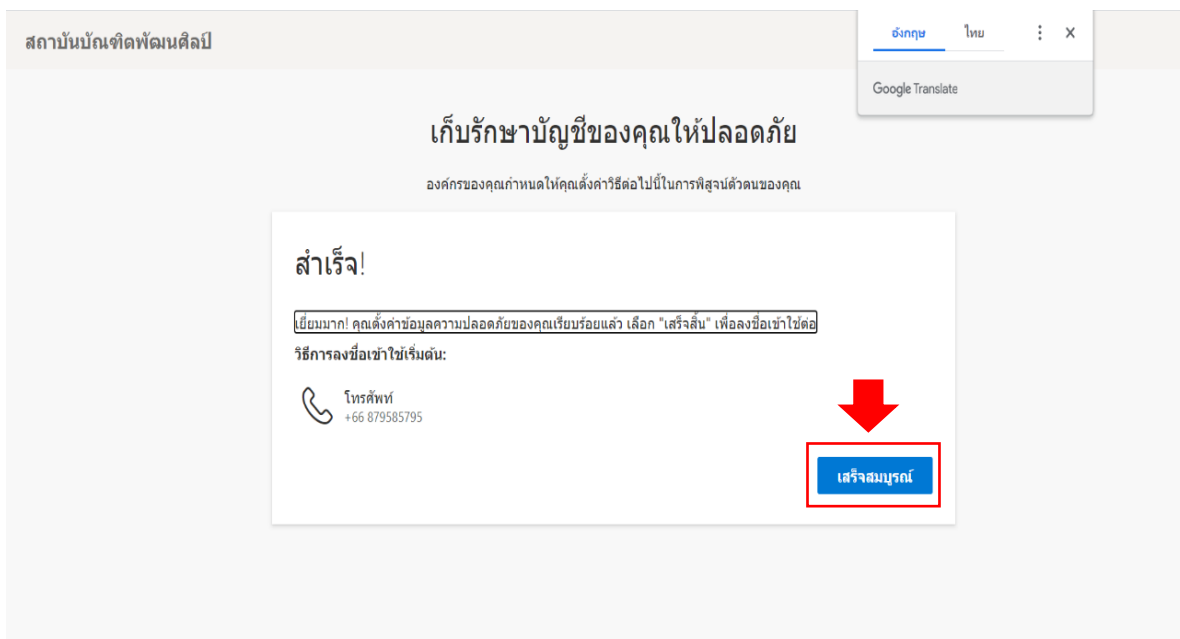 สถาบันบัณฑิตพัฒนศิลป์
อังกฤษ ไทย
Google Translate
เก็บรักษาบัญชีของคุณให้ปลอดภัย
องค์กรของคุณกำหนดให้คุณตั้งค่าวิธีต่อไปนี้ในการพิสูจน์ตัวตนของคุณ
สำเร็จ!
เยี่ยมมาก! คุณตั้งค่าข้อมูลความปลอดภัยของคุณเรียบร้อยแล้ว เลือก "เสร็จสิ้น" เพื่อลงชื่อเข้าใช้ต่อ
วิธีการลงชื่อเข้าใช้เริ่มต้น:
โทรศัพท์
+66 879585795
เสร็จสมบูรณ์